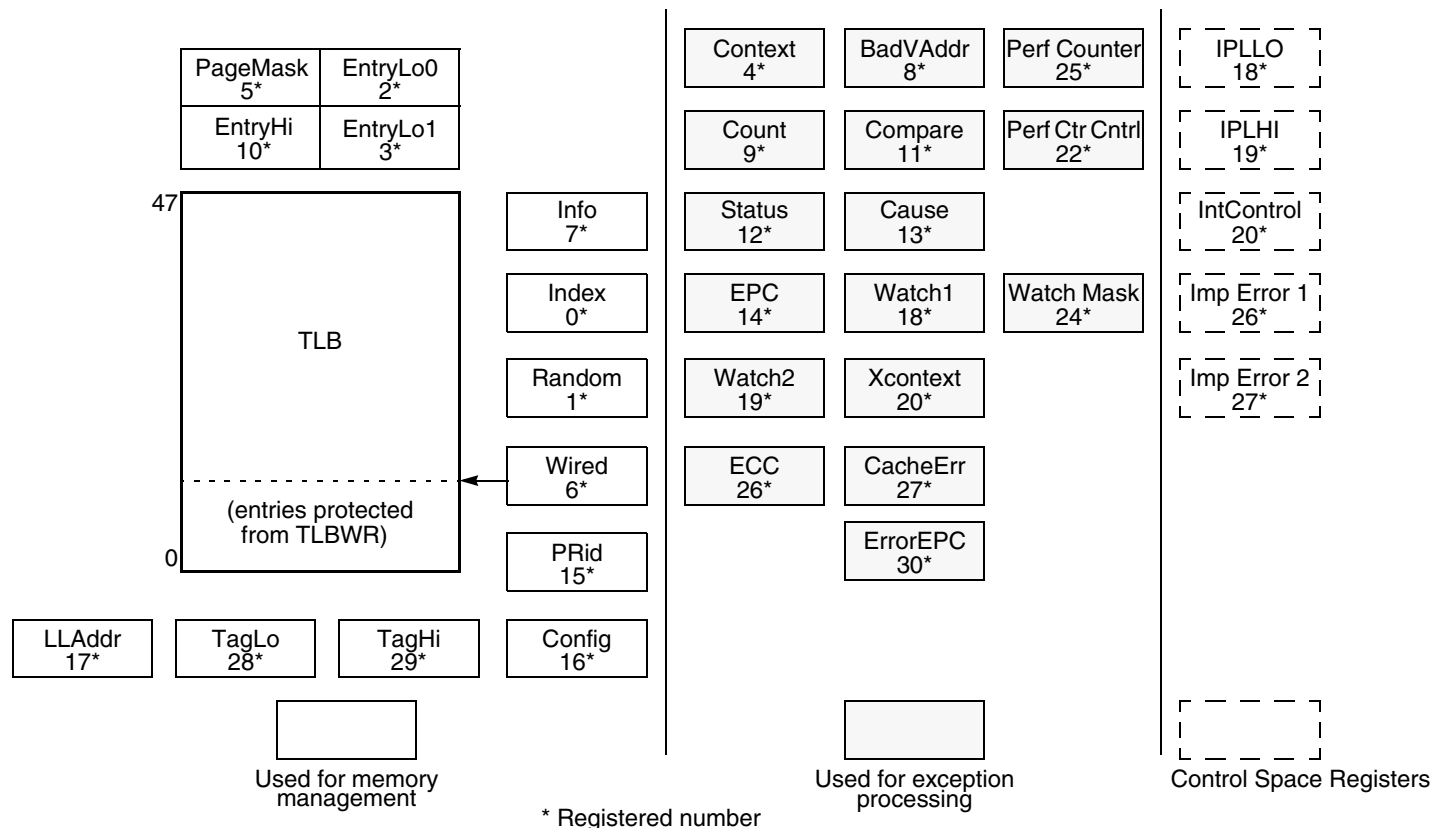 PageMask
5*
EntryLo0
2*
EntryHi
10*
EntryLo1
3*
47
TLB
(entries protected
from TLBWR)
0
Info
7*
Index
0*
Random
1*
Wired
6*
PRid
15*
LLAddr
17*
TagLo
28*
TagHi
29*
Config
16*
Used for memory
management
Context
4*
BadVAddr
8*
Perf Counter
25*
Count
9*
Compare
11*
Perf Ctr Cntrl
22*
Status
12*
Cause
13*
EPC
14*
Watch1
18*
Watch Mask
24*
Watch2
19*
Xcontext
20*
ECC
26*
CacheErr
27*
ErrorEPC
30*
Used for exception
processing
IPLLO
18*
IPLHI
19*
IntControl
20*
Imp Error 1
26*
Imp Error 2
27*
Control Space Registers
* Registered number